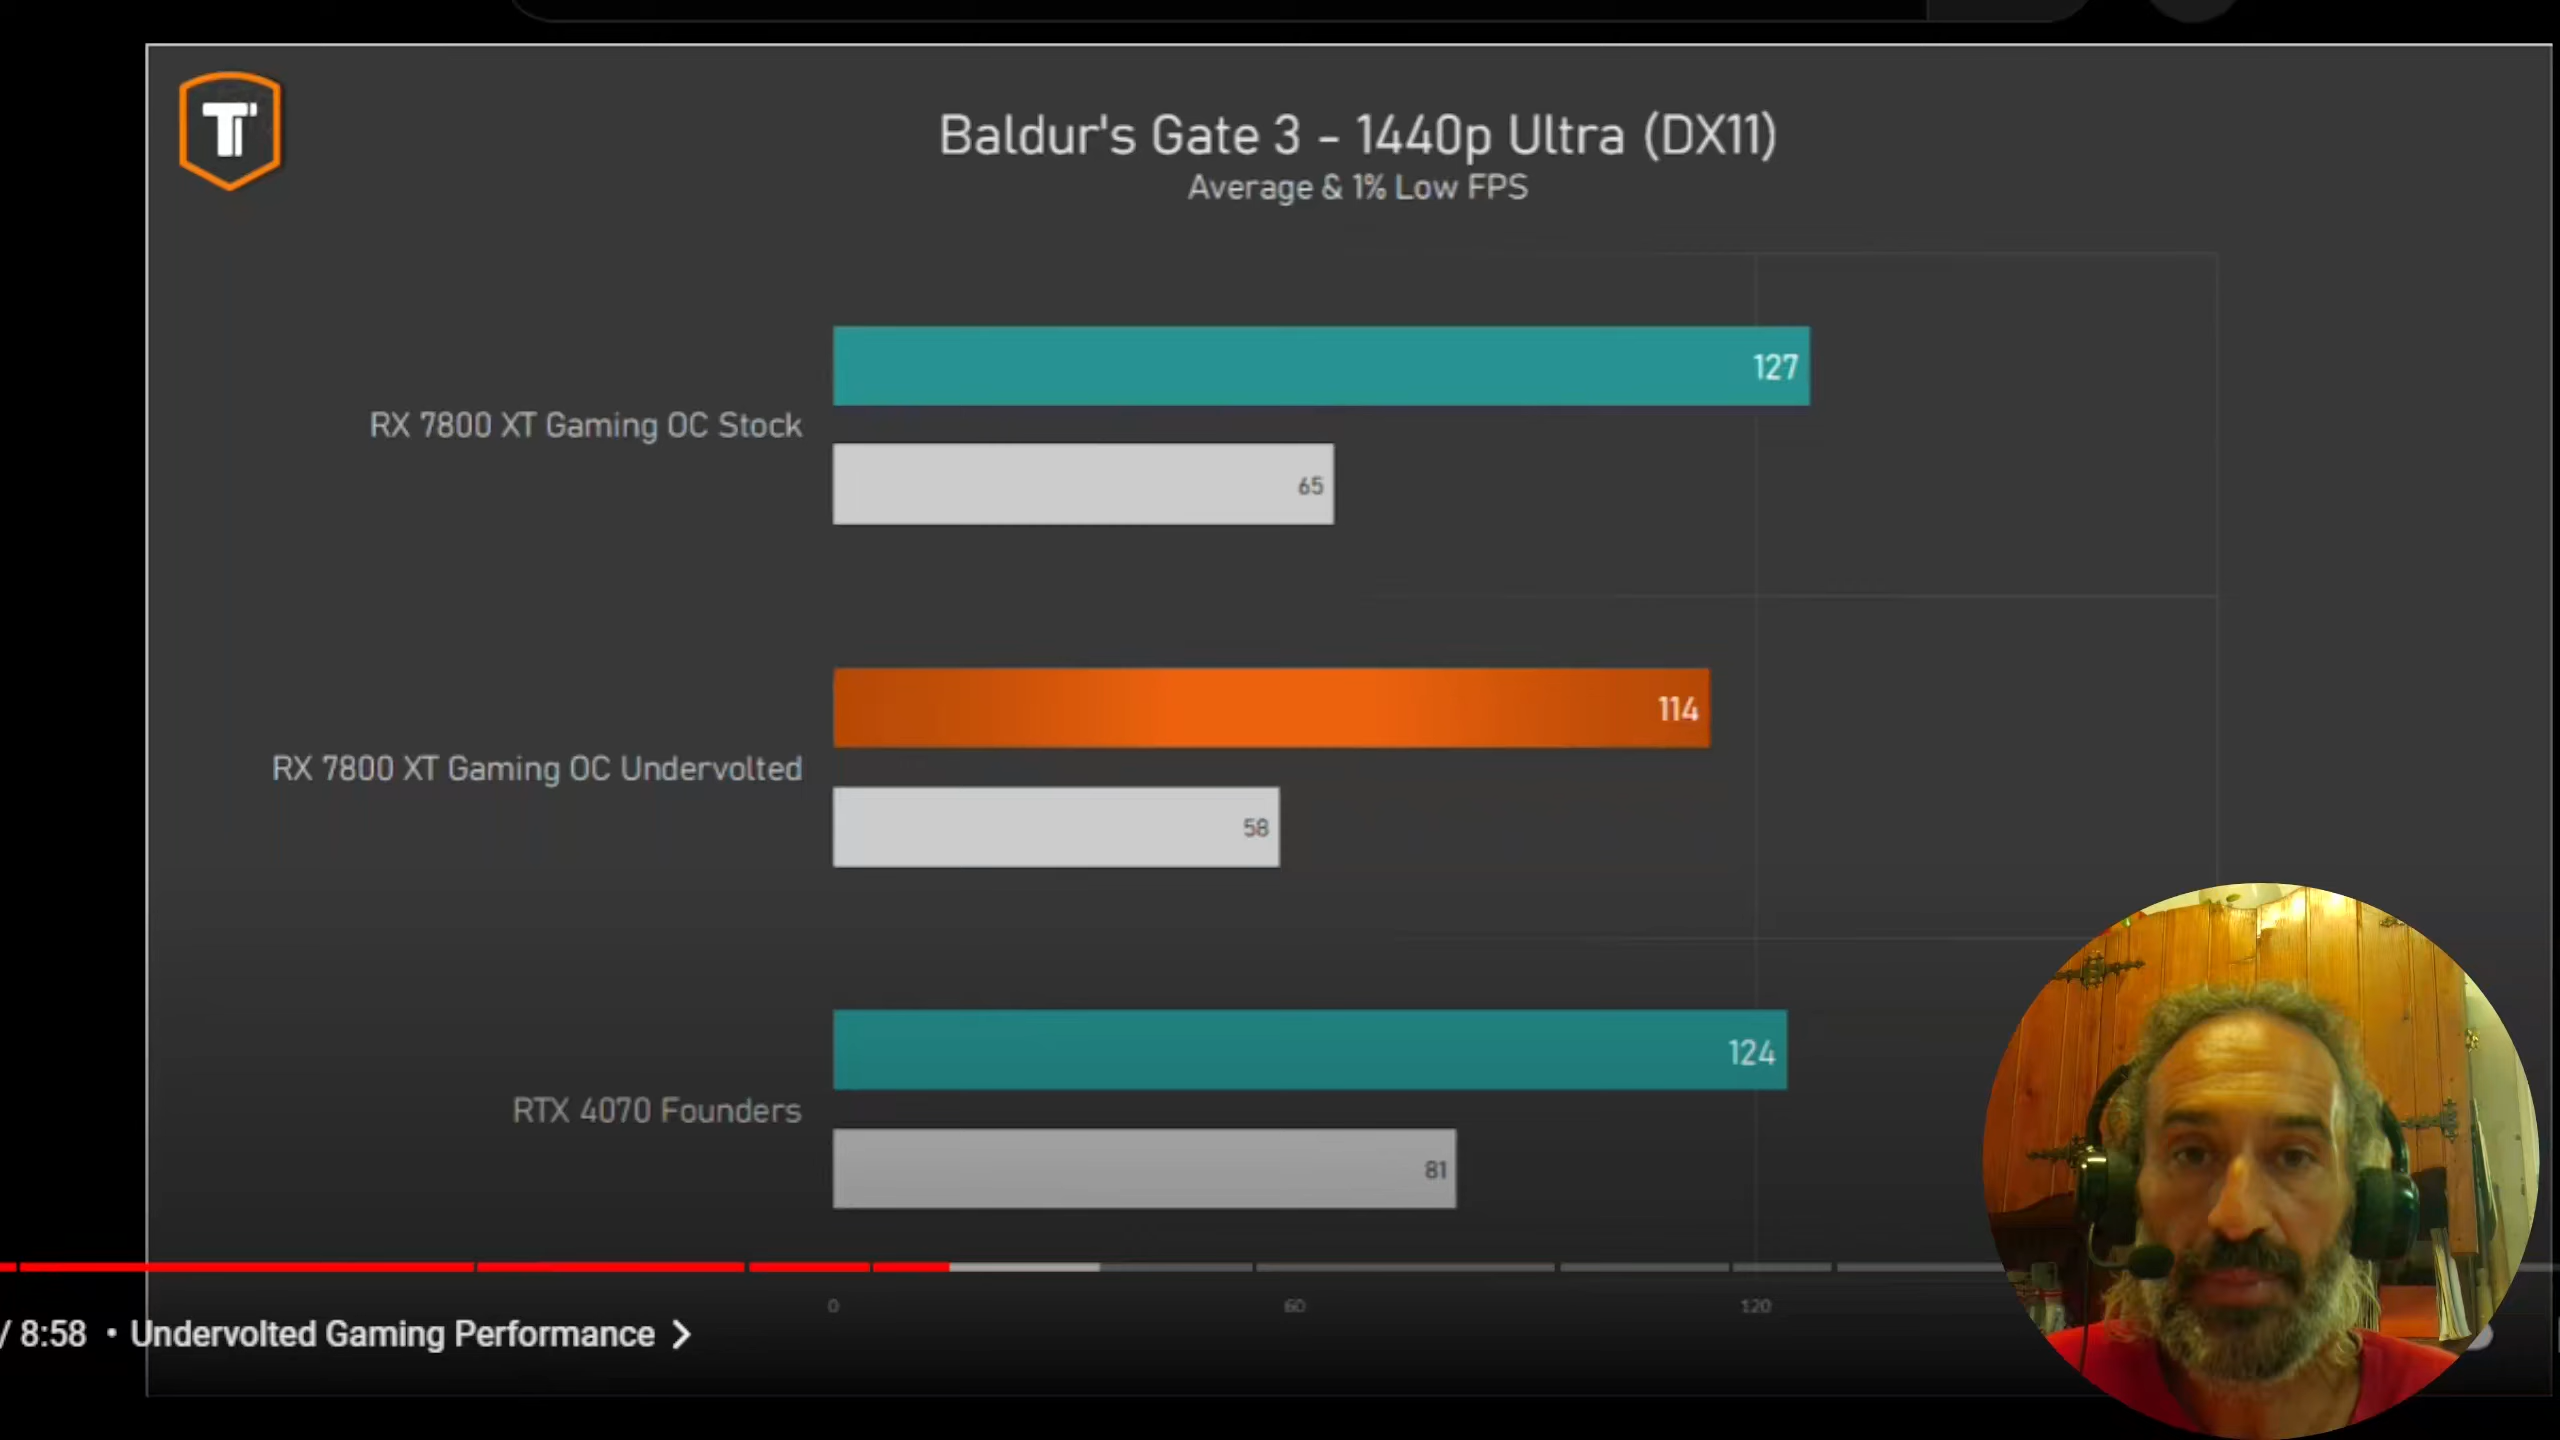 Baldur's Gate 3 - 1440p Ultra (DX11)
Average & 1% Low FPS
127
RX 7800 XT Gaming OC Stock
65
114
RX 7800 XT Gaming OC Undervolted
58
124
RTX 4070 Founders
81
0 60 120
/ 8:58 • Undervolted Gaming Performance >